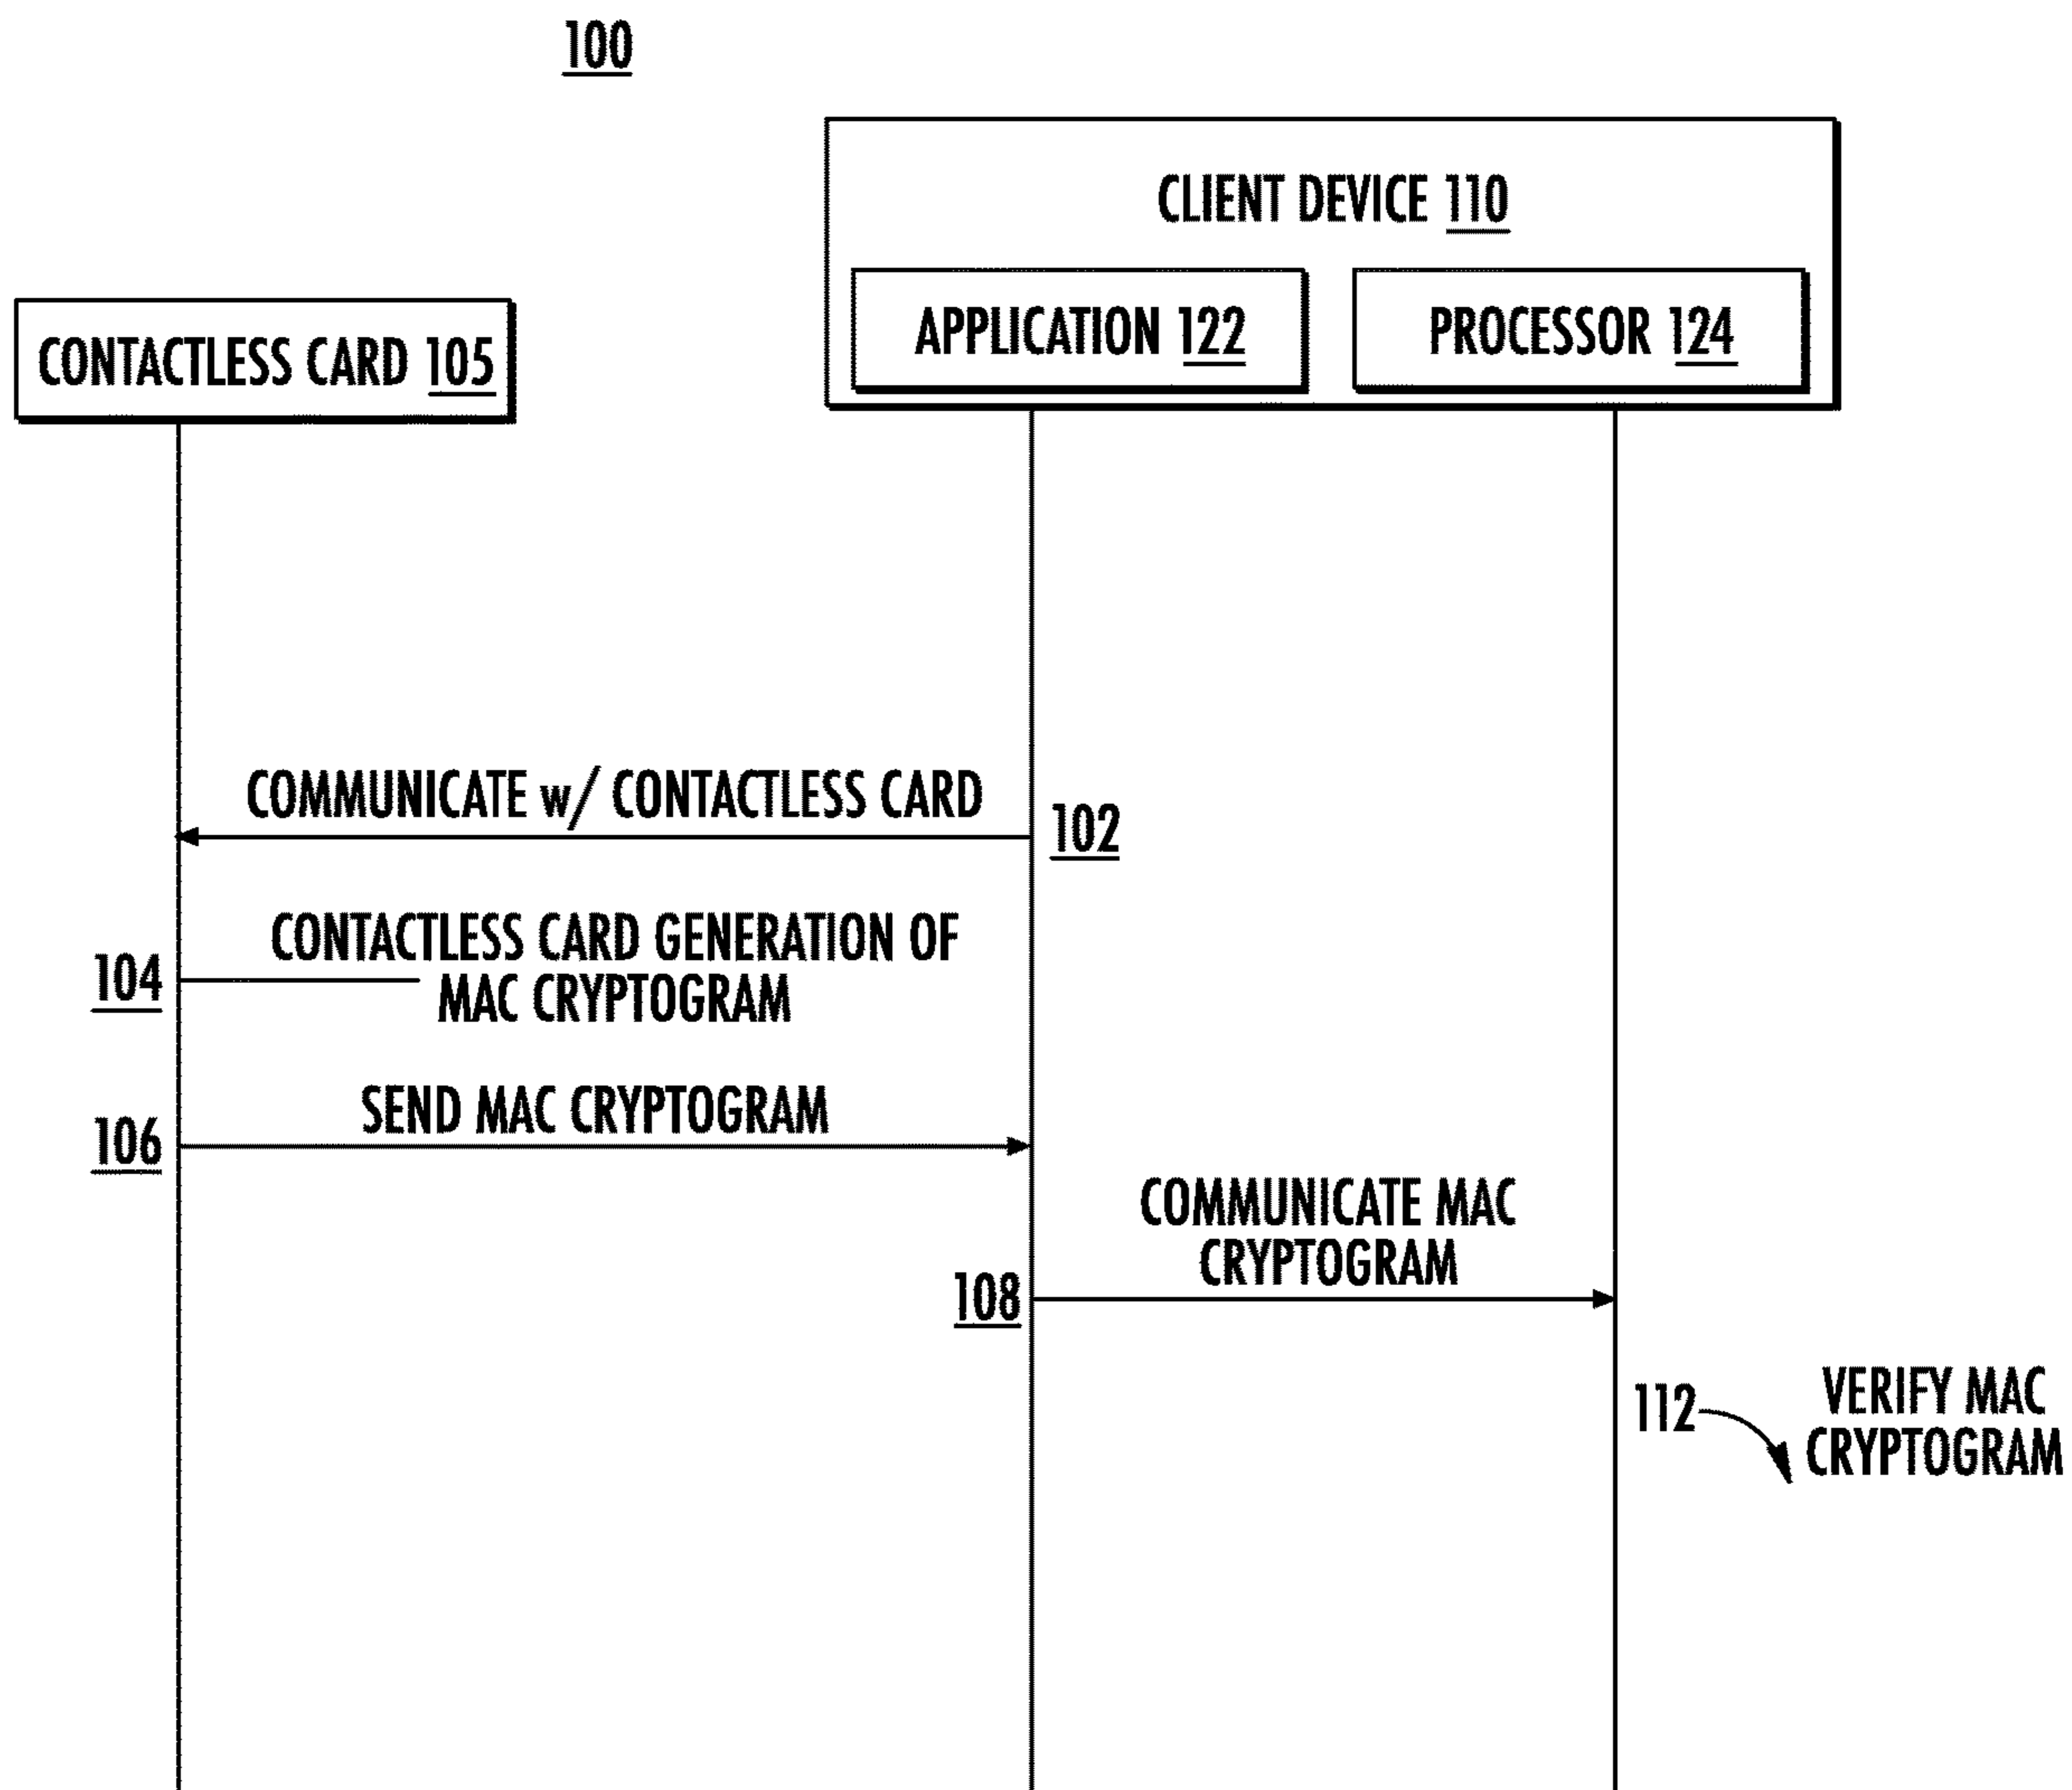 100
CLIENT DEVICE 110
APPLICATION 122
PROCESSOR 124
CONTACTLESS CARD 105
COMMUNICATE w/ CONTACTLESS CARD
102
CONTACTLESS CARD GENERATION OF
MAC CRYPTOGRAM
104
SEND MAC CRYPTOGRAM
106
COMMUNICATE MAC
CRYPTOGRAM
108
112
VERIFY MAC
CRYPTOGRAM